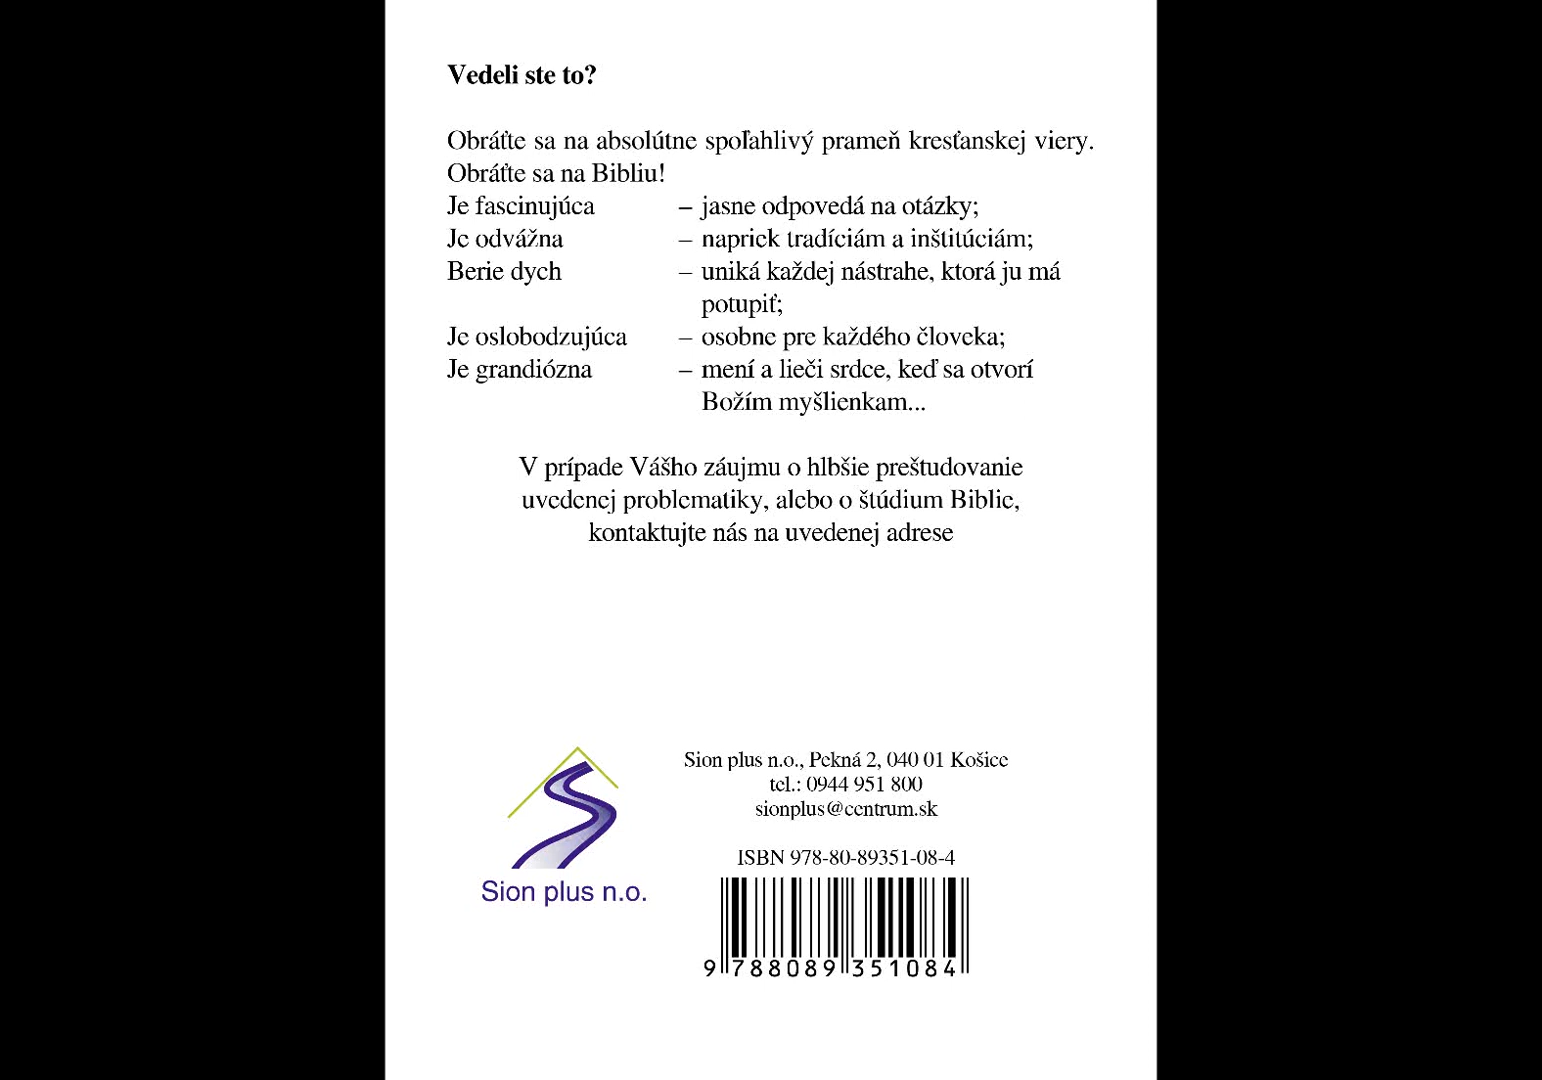 Vedeli ste to?
Obráťte sa na absolútne spoľahlivý prameň kresťanskej viery.
Obráťte sa na Bibliu!
Je fascinujúca – jasne odpovedá na otázky;
Je odvážna – napriek tradíciám a inštitúciám;
Berie dych – uniká každej nástrahe, ktorá ju má
potupiť;
Je oslobodzujúca – osobne pre každého človeka;
Je grandiózna – mení a lieči srdce, keď sa otvorí
Božím myšlienkam...
V prípade Vášho záujmu o hlbšie preštudovanie
uvedenej problematiky, alebo o štúdium Biblie,
kontaktujte nás na uvedenej adrese
Sion plus n.o., Pekná 2, 040 01 Košice
tel.: 0944 951 800
sionplus@centrum.sk
ISBN 978-80-89351-08-4
Sion plus n.o.
9 788089 351084